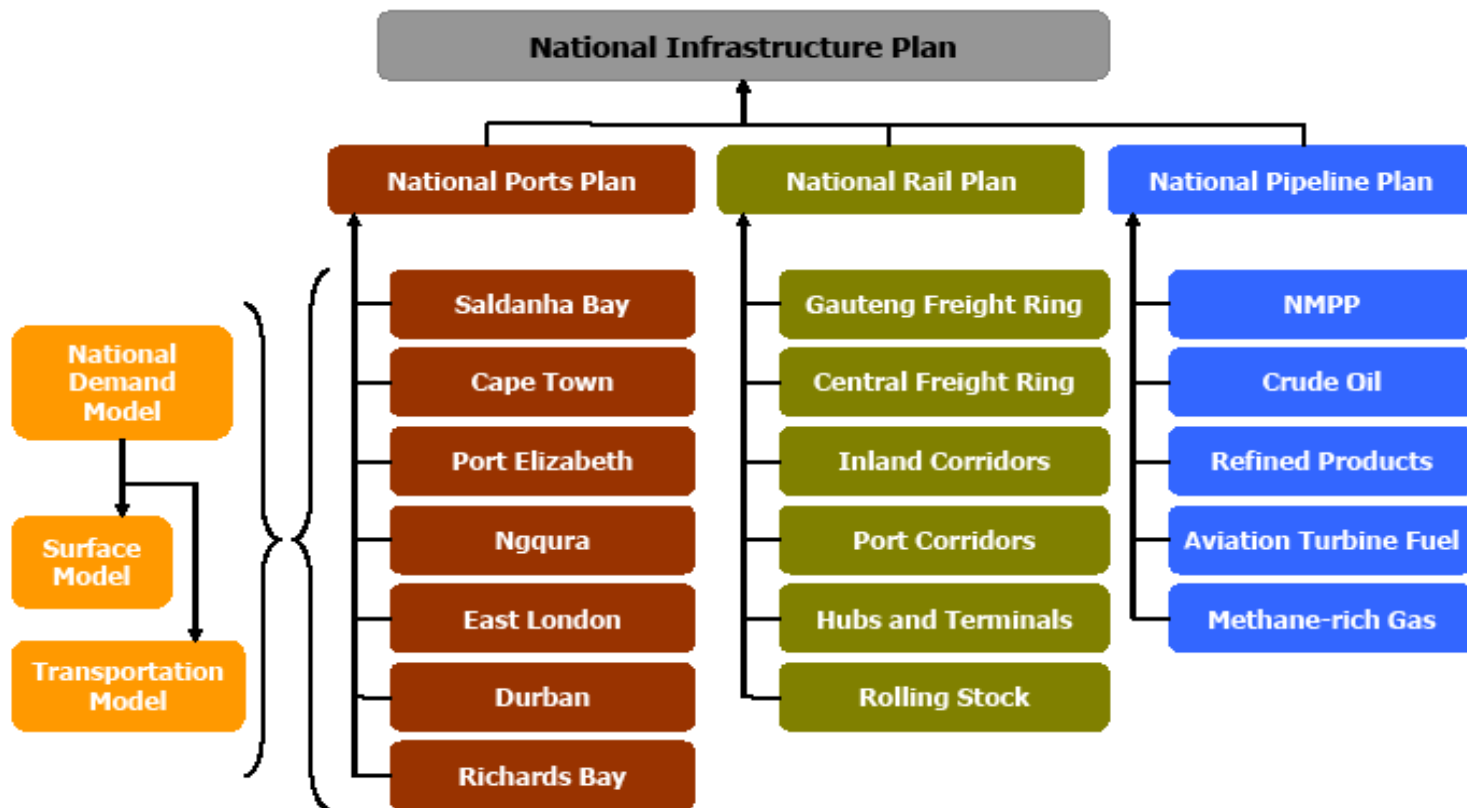 National Infrastructure Plan
National Ports Plan
National Rail Plan
National Pipeline Plan
National
Demand
Model
Surface
Model
Transportation
Model
Saldanha Bay
Cape Town
Port Elizabeth
Ngqura
East London
Durban
Richards Bay
Gauteng Freight Ring
Central Freight Ring
Inland Corridors
Port Corridors
Hubs and Terminals
Rolling Stock
NMPP
Crude Oil
Refined Products
Aviation Turbine Fuel
Methane-rich Gas